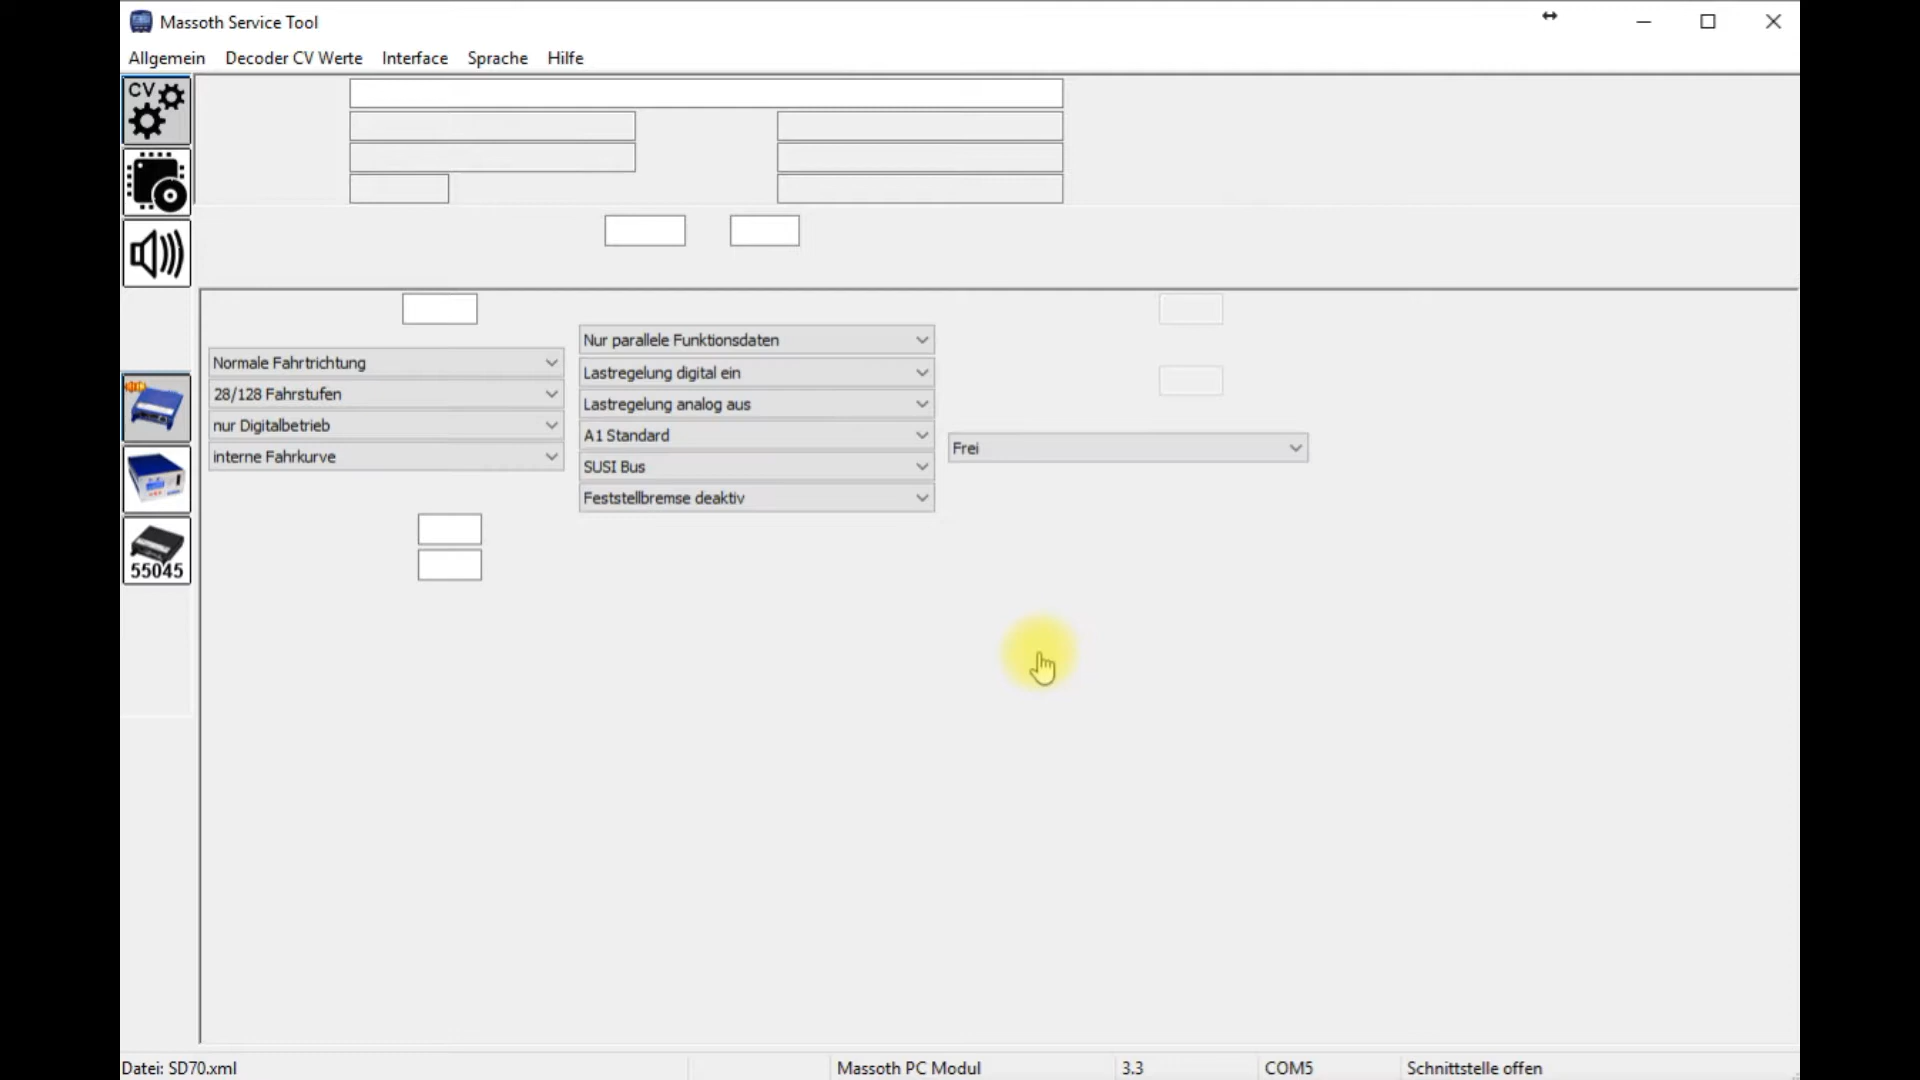 Massoth Service Tool
Allgemein Decoder CV Werte Interface Sprache Hilfe
CV
Nur parallele Funktionsdaten
Normale Fahrtrichtung
Lastregelung digital ein
28/128 Fahrstufen
Lastregelung analog aus
nur Digitalbetrieb
A1 Standard
Frei
interne Fahrkurve
SUSI Bus
Feststellbremse deaktiv
55045
Datei: SD70.xml Massoth PC Modul 3.3 COM5 Schnittstelle offen